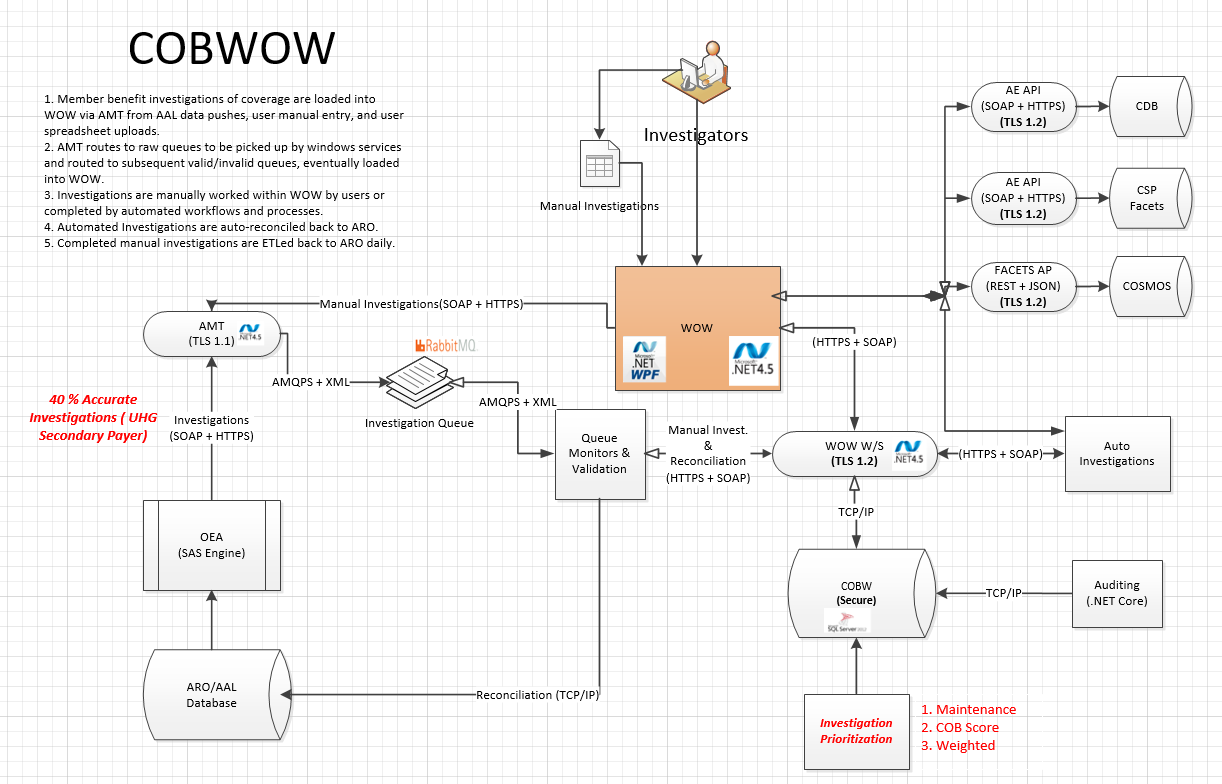 COBWOW
1. Member benefit investigations of coverage are loaded into
WOW via AMT from AAL data pushes, user manual entry, and user
spreadsheet uploads.
2. AMT routes to raw queues to be picked up by windows services
and routed to subsequent valid/invalid queues, eventually loaded
into WOW.
3. Investigations are manually worked within WOW by users or
completed by automated workflows and processes.
4. Automated Investigations are auto-reconciled back to ARO.
5. Completed manual investigations are ETLed back to ARO daily.
Investigators
Manual Investigations
AE API
(SOAP + HTTPS)
(TLS 1.2)
CDB
AE API
(SOAP + HTTPS)
(TLS 1.2)
CSP
Facets
FACETS AP
(REST + JSON)
(TLS 1.2)
COSMOS
Manual Investigations(SOAP + HTTPS)
WOW
Microsoft
.NET
WPF
Microsoft
.NET4.5
AMT
(TLS 1.1)
.NET4.5
RabbitMQ
(HTTPS + SOAP)
AMQPS + XML
Investigation Queue
AMQPS + XML
40 % Accurate
Investigations ( UHG
Secondary Payer)
Investigations
(SOAP + HTTPS)
Queue
Monitors &
Validation
Manual Invest.
&
Reconciliation
(HTTPS + SOAP)
WOW W/S
(TLS 1.2)
.NET4.5
(HTTPS + SOAP)
Auto
Investigations
TCP/IP
OEA
(SAS Engine)
COBW
(Secure)
SQL Server
TCP/IP
Auditing
(.NET Core)
ARO/AAL
Database
Reconciliation (TCP/IP)
Investigation
Prioritization
1. Maintenance
2. COB Score
3. Weighted